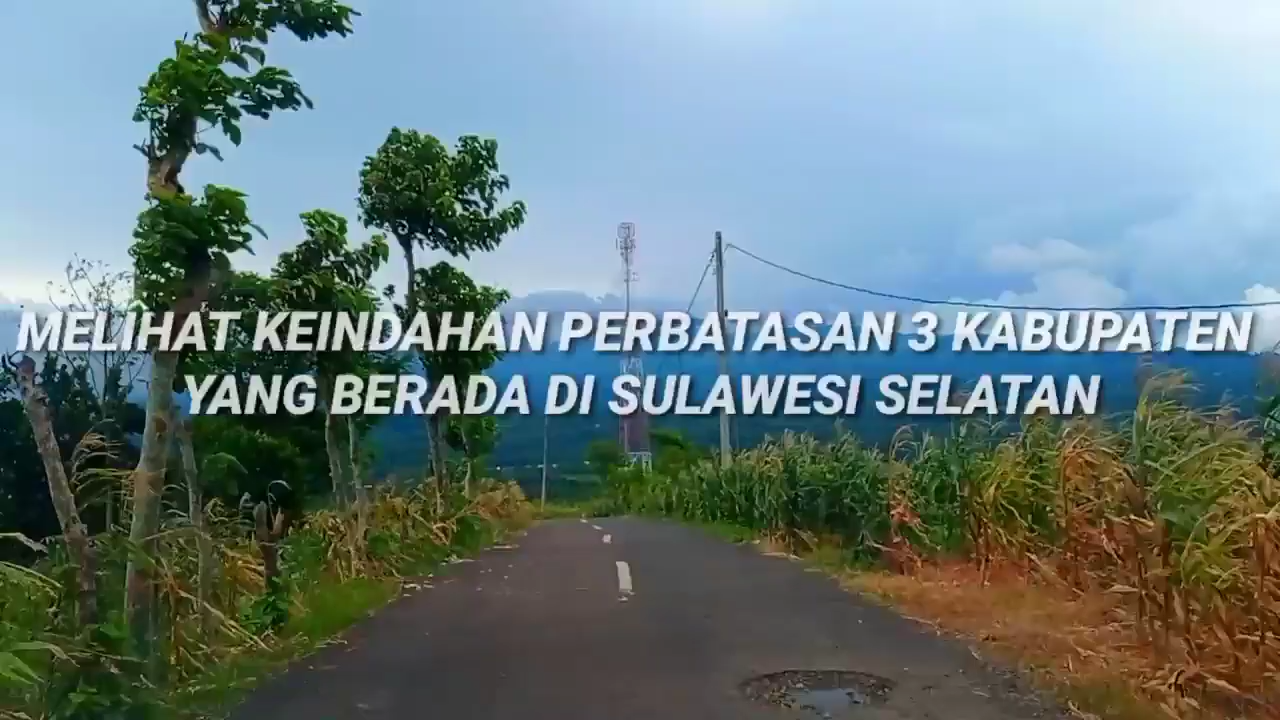 MELIHAT KEINDAHAN PERBATASAN 3 KABUPATEN
YANG BERADA DI SULAWESI SELATAN